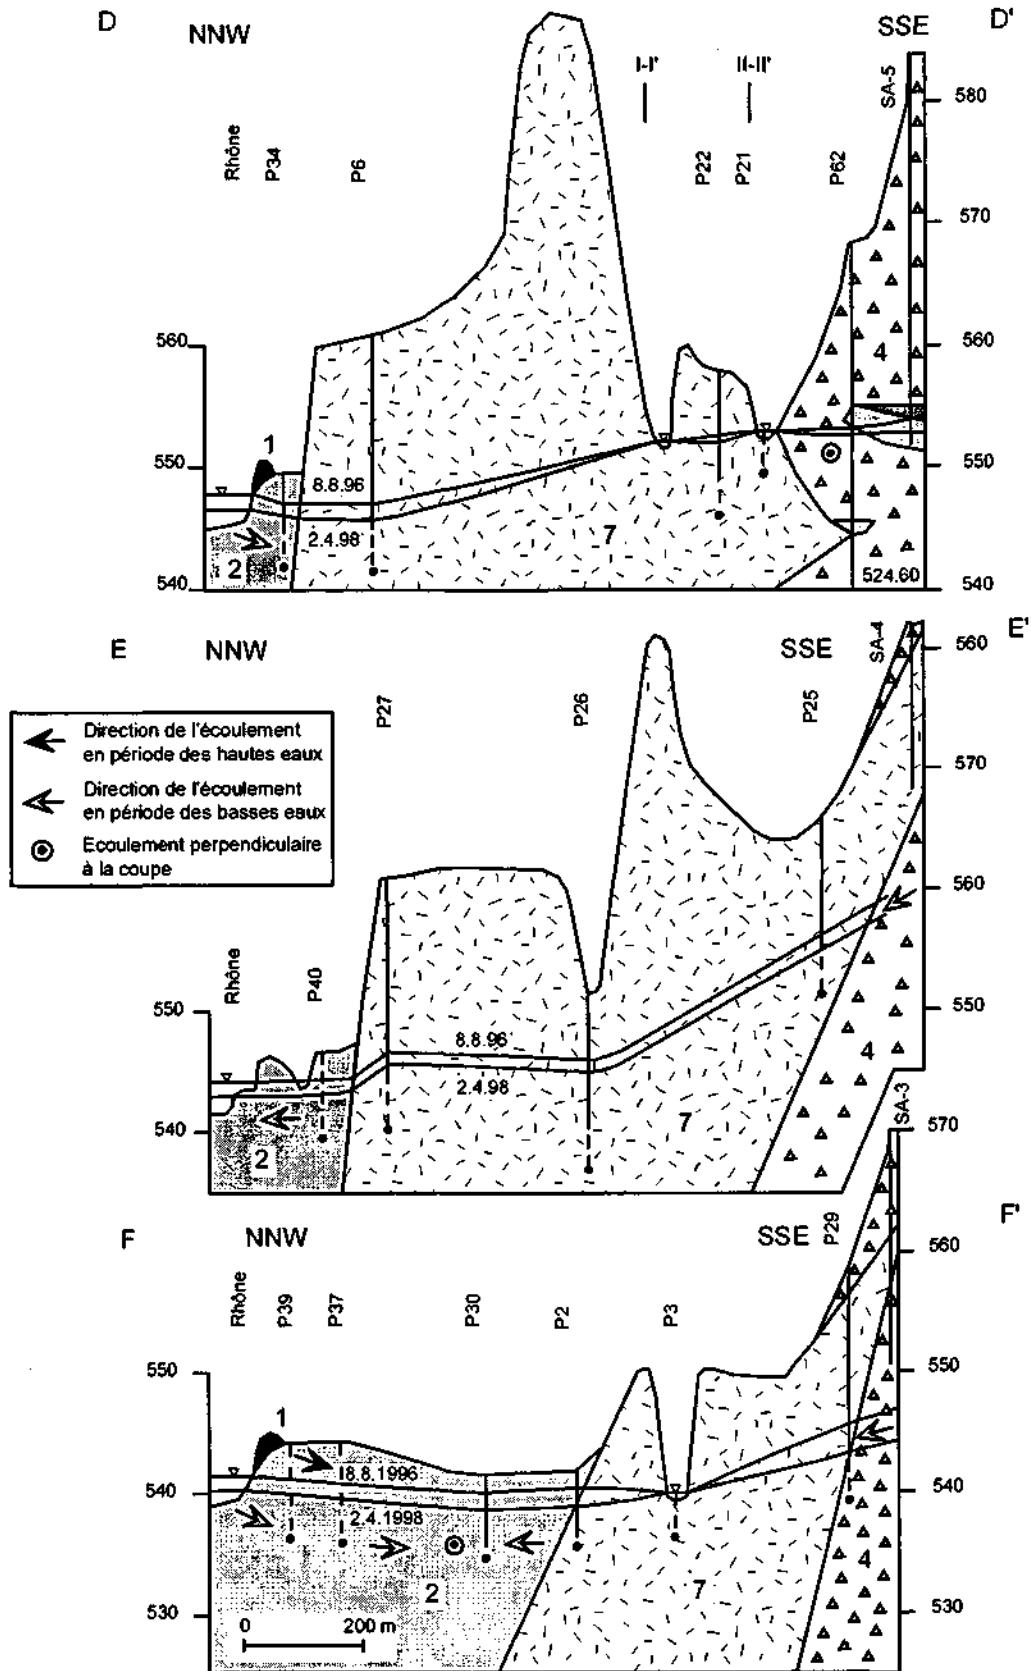 D
D'
NNW
SSE
I-I'
II-II'
SA-5
Rhône
P34
P6
P22
P21
P62
580
570
560
560
550
550
540
540
1
8.8.96
2.4.98
2
7
4
524.60
E
E'
NNW
SSE
SA-4
P27
P26
P25
Direction de l'écoulement
en période des hautes eaux
Direction de l'écoulement
en période des basses eaux
Ecoulement perpendiculaire
à la coupe
560
570
560
550
Rhône
P40
550
540
8.8.96
2.4.98
2
7
4
SA-3
F
F'
NNW
SSE
P29
Rhône
P39
P37
P30
P2
P3
570
560
550
550
540
540
530
530
1
8.8.1996
2.4.1998
2
7
4
0
200 m